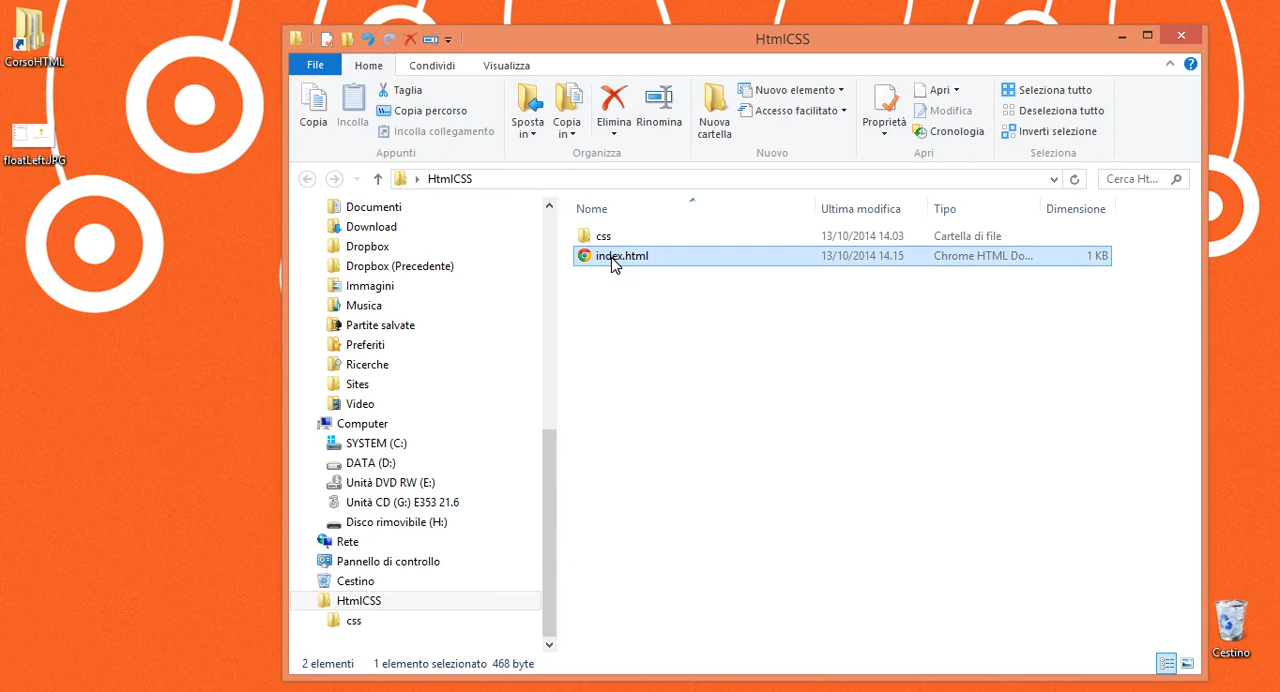 CorsoHTML
floatLeft.JPG
HtmlCSS
File Home Condividi Visualizza
Copia
Incolla
Taglia
Copia percorso
Incolla collegamento
Appunti
Sposta in
Copia in
Elimina
Rinomina
Organizza
Nuova cartella
Nuovo elemento
Accesso facilitato
Nuovo
Proprietà
Apri
Modifica
Cronologia
Apri
Seleziona tutto
Deseleziona tutto
Inverti selezione
Seleziona
HtmlCSS
Cerca Ht...
Documenti
Download
Dropbox
Dropbox (Precedente)
Immagini
Musica
Partite salvate
Preferiti
Ricerche
Sites
Video
Computer
SYSTEM (C:)
DATA (D:)
Unità DVD RW (E:)
Unità CD (G:) E353 21.6
Disco rimovibile (H:)
Rete
Pannello di controllo
Cestino
HtmlCSS
css
Nome Ultima modifica Tipo Dimensione
css 13/10/2014 14.03 Cartella di file
index.html 13/10/2014 14.15 Chrome HTML Do... 1 KB
2 elementi 1 elemento selezionato 468 byte
Cestino